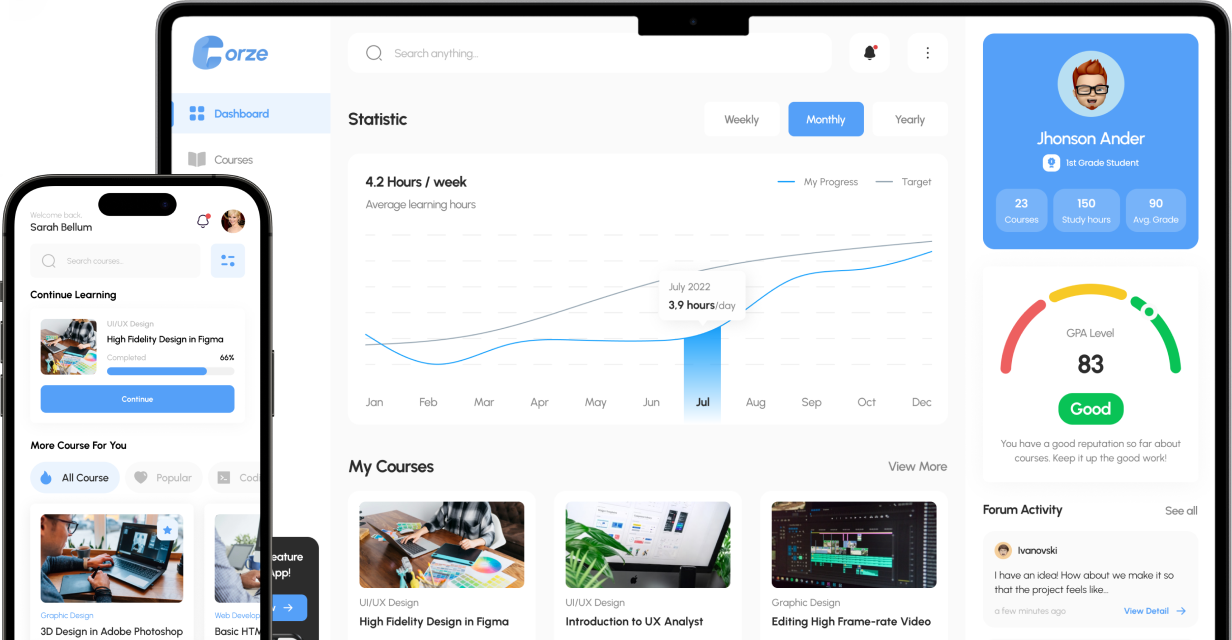 Corze
Search anything...
Dashboard
Courses
Statistic
Weekly
Monthly
Yearly
4.2 Hours / week
Average learning hours
My Progress
Target
July 2022
3,9 hours/day
Jan
Feb
Mar
Apr
May
Jun
Jul
Aug
Sep
Oct
Dec
My Courses
View More
UI/UX Design
High Fidelity Design in Figma
UI/UX Design
Introduction to UX Analyst
Graphic Design
Editing High Frame-rate Video
Jhonson Ander
1st Grade Student
23
Courses
150
Study hours
90
Avg. Grade
GPA Level
83
Good
You have a good reputation so far about
courses. Keep it up the good work!
Forum Activity
See all
Ivanovski
I have an idea! How about we make it so
that the project feels like...
a few minutes ago
View Detail
eature
App!
Welcome back,
Sarah Bellum
Search courses...
Continue Learning
UI/UX Design
High Fidelity Design in Figma
Completed
66%
Continue
More Course For You
All Course
Popular
Codi
Graphic Design
3D Design in Adobe Photoshop
Web Develop
Basic HTM